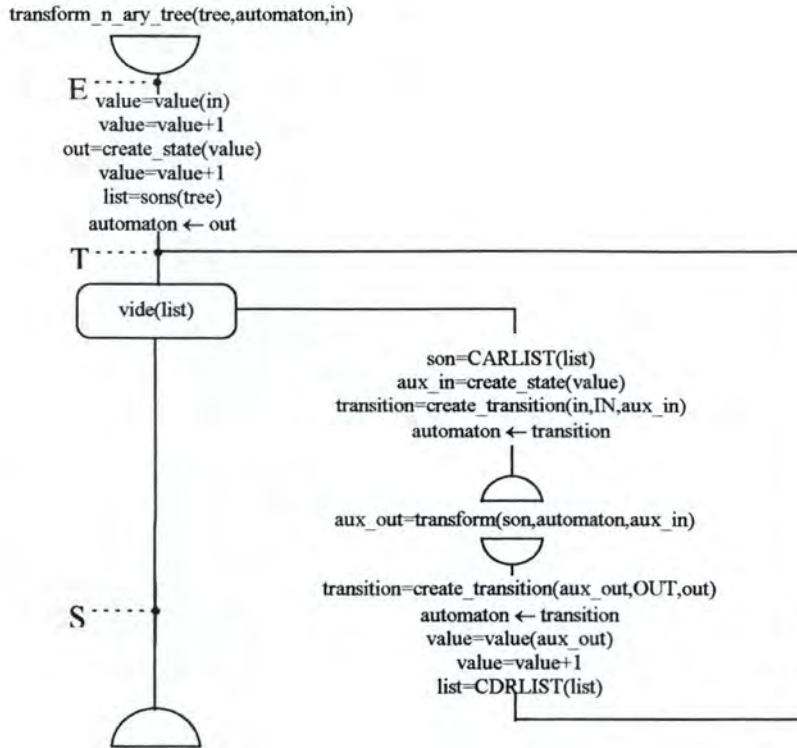 transform_n_ary_tree(tree,automaton,in)
E
value=value(in)
value=value+1
out=create_state(value)
value=value+1
list=sons(tree)
automaton ← out
T
vide(list)
son=CARLIST(list)
aux_in=create_state(value)
transition=create_transition(in,IN,aux_in)
automaton ← transition
aux_out=transform(son,automaton,aux_in)
transition=create_transition(aux_out,OUT,out)
automaton ← transition
value=value(aux_out)
value=value+1
list=CDRLIST(list)
S